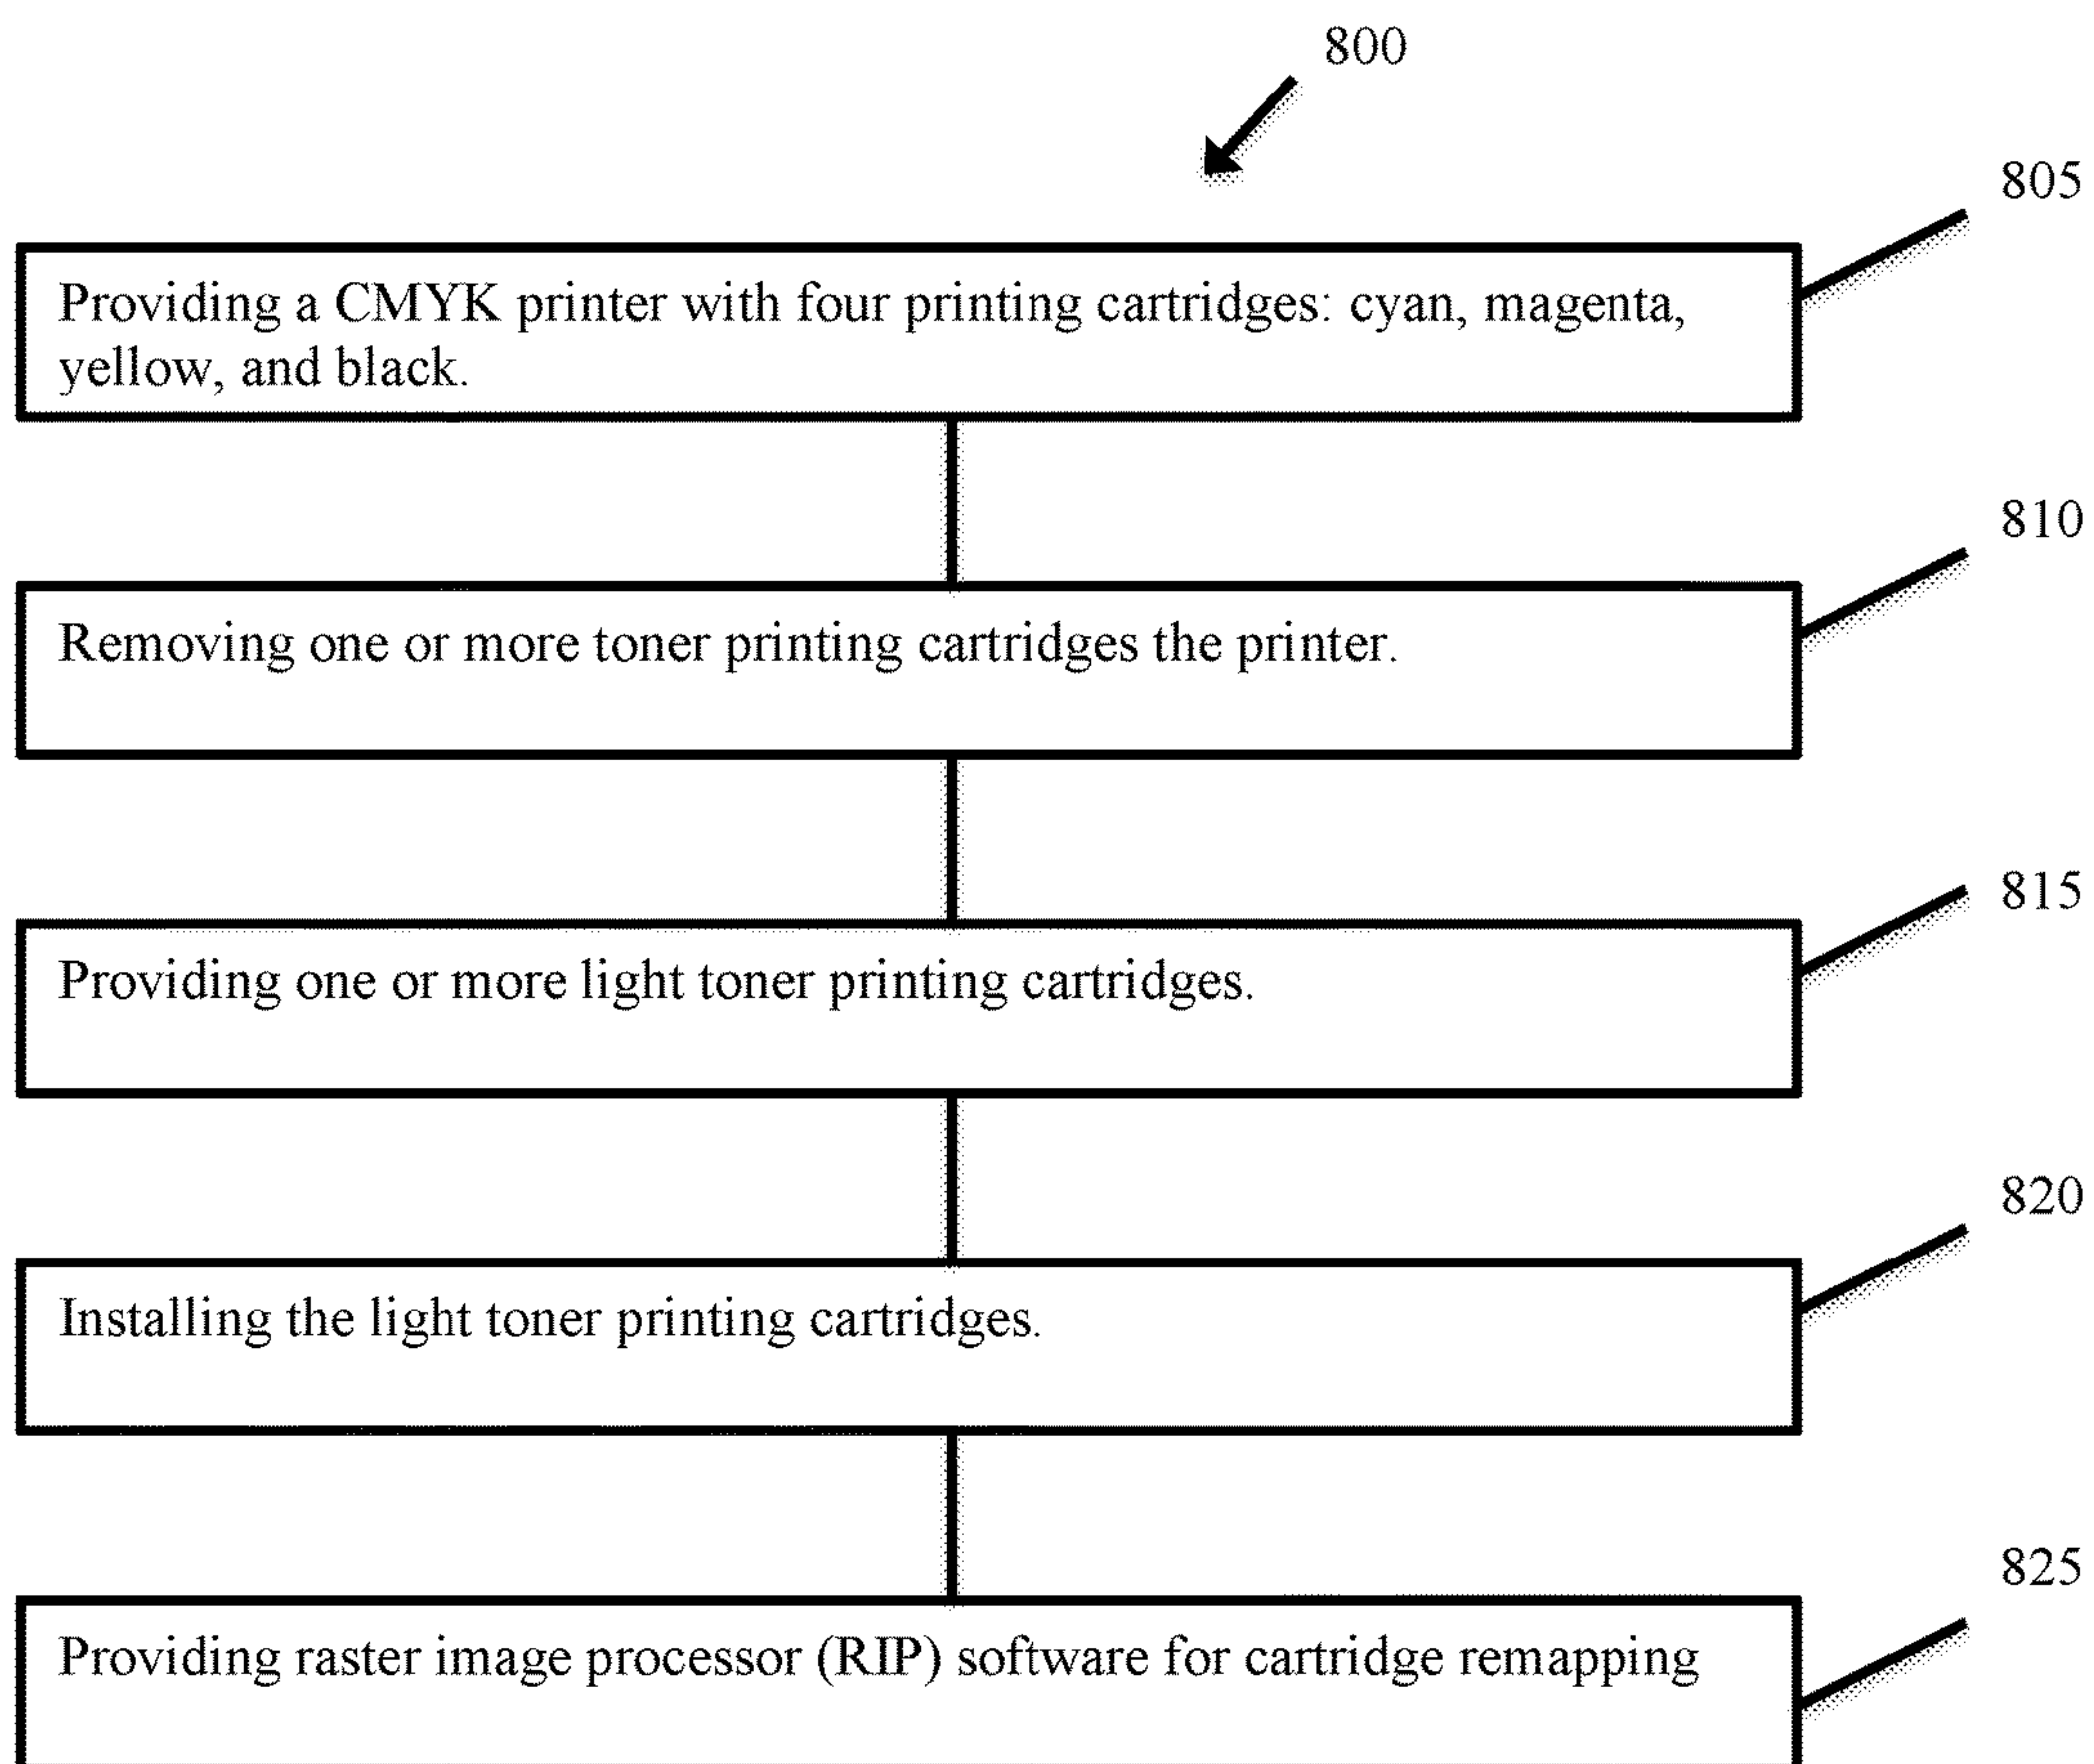 800
805
Providing a CMYK printer with four printing cartridges: cyan, magenta,
yellow, and black.
810
Removing one or more toner printing cartridges the printer.
815
Providing one or more light toner printing cartridges.
820
Installing the light toner printing cartridges.
825
Providing raster image processor (RIP) software for cartridge remapping